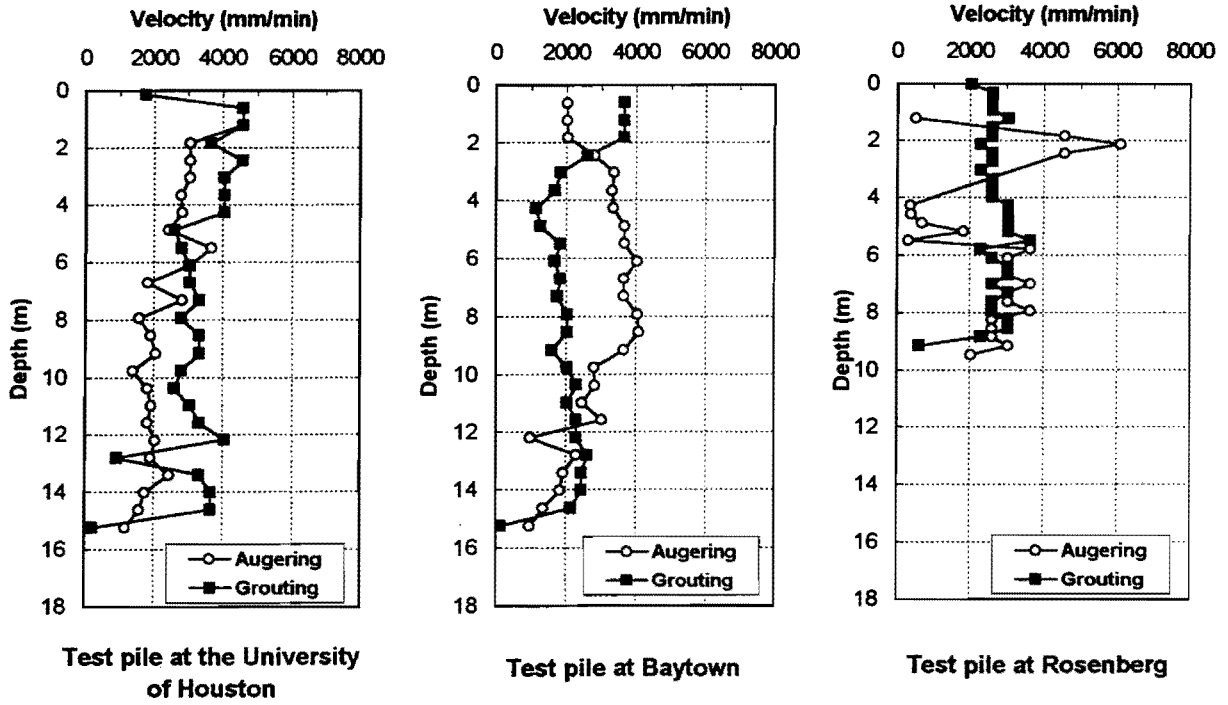 Velocity (mm/min)
0 2000 4000 6000 8000
0
2
4
6
8
10
12
14
16
18
Depth (m)
Augering
Grouting
Test pile at the University
of Houston
Velocity (mm/min)
0 2000 4000 6000 8000
0
2
4
6
8
10
12
14
16
18
Depth (m)
Augering
Grouting
Test pile at Baytown
Velocity (mm/min)
0 2000 4000 6000 8000
0
2
4
6
8
10
12
14
16
18
Depth (m)
Augering
Grouting
Test pile at Rosenberg